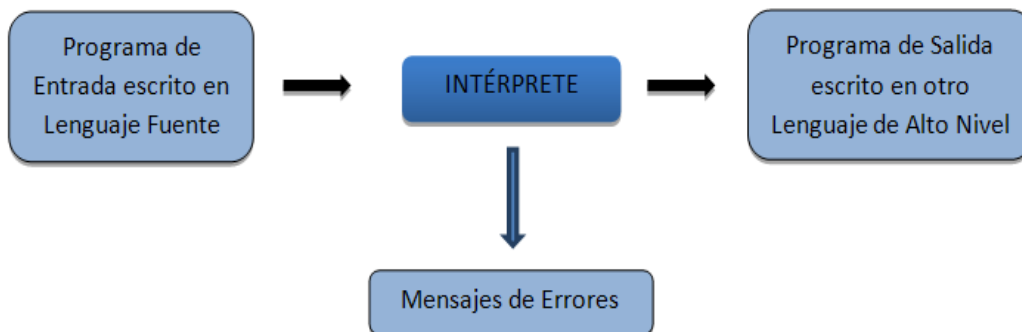 Programa de
Entrada escrito en
Lenguaje Fuente
INTÉRPRETE
Programa de Salida
escrito en otro
Lenguaje de Alto Nivel
Mensajes de Errores